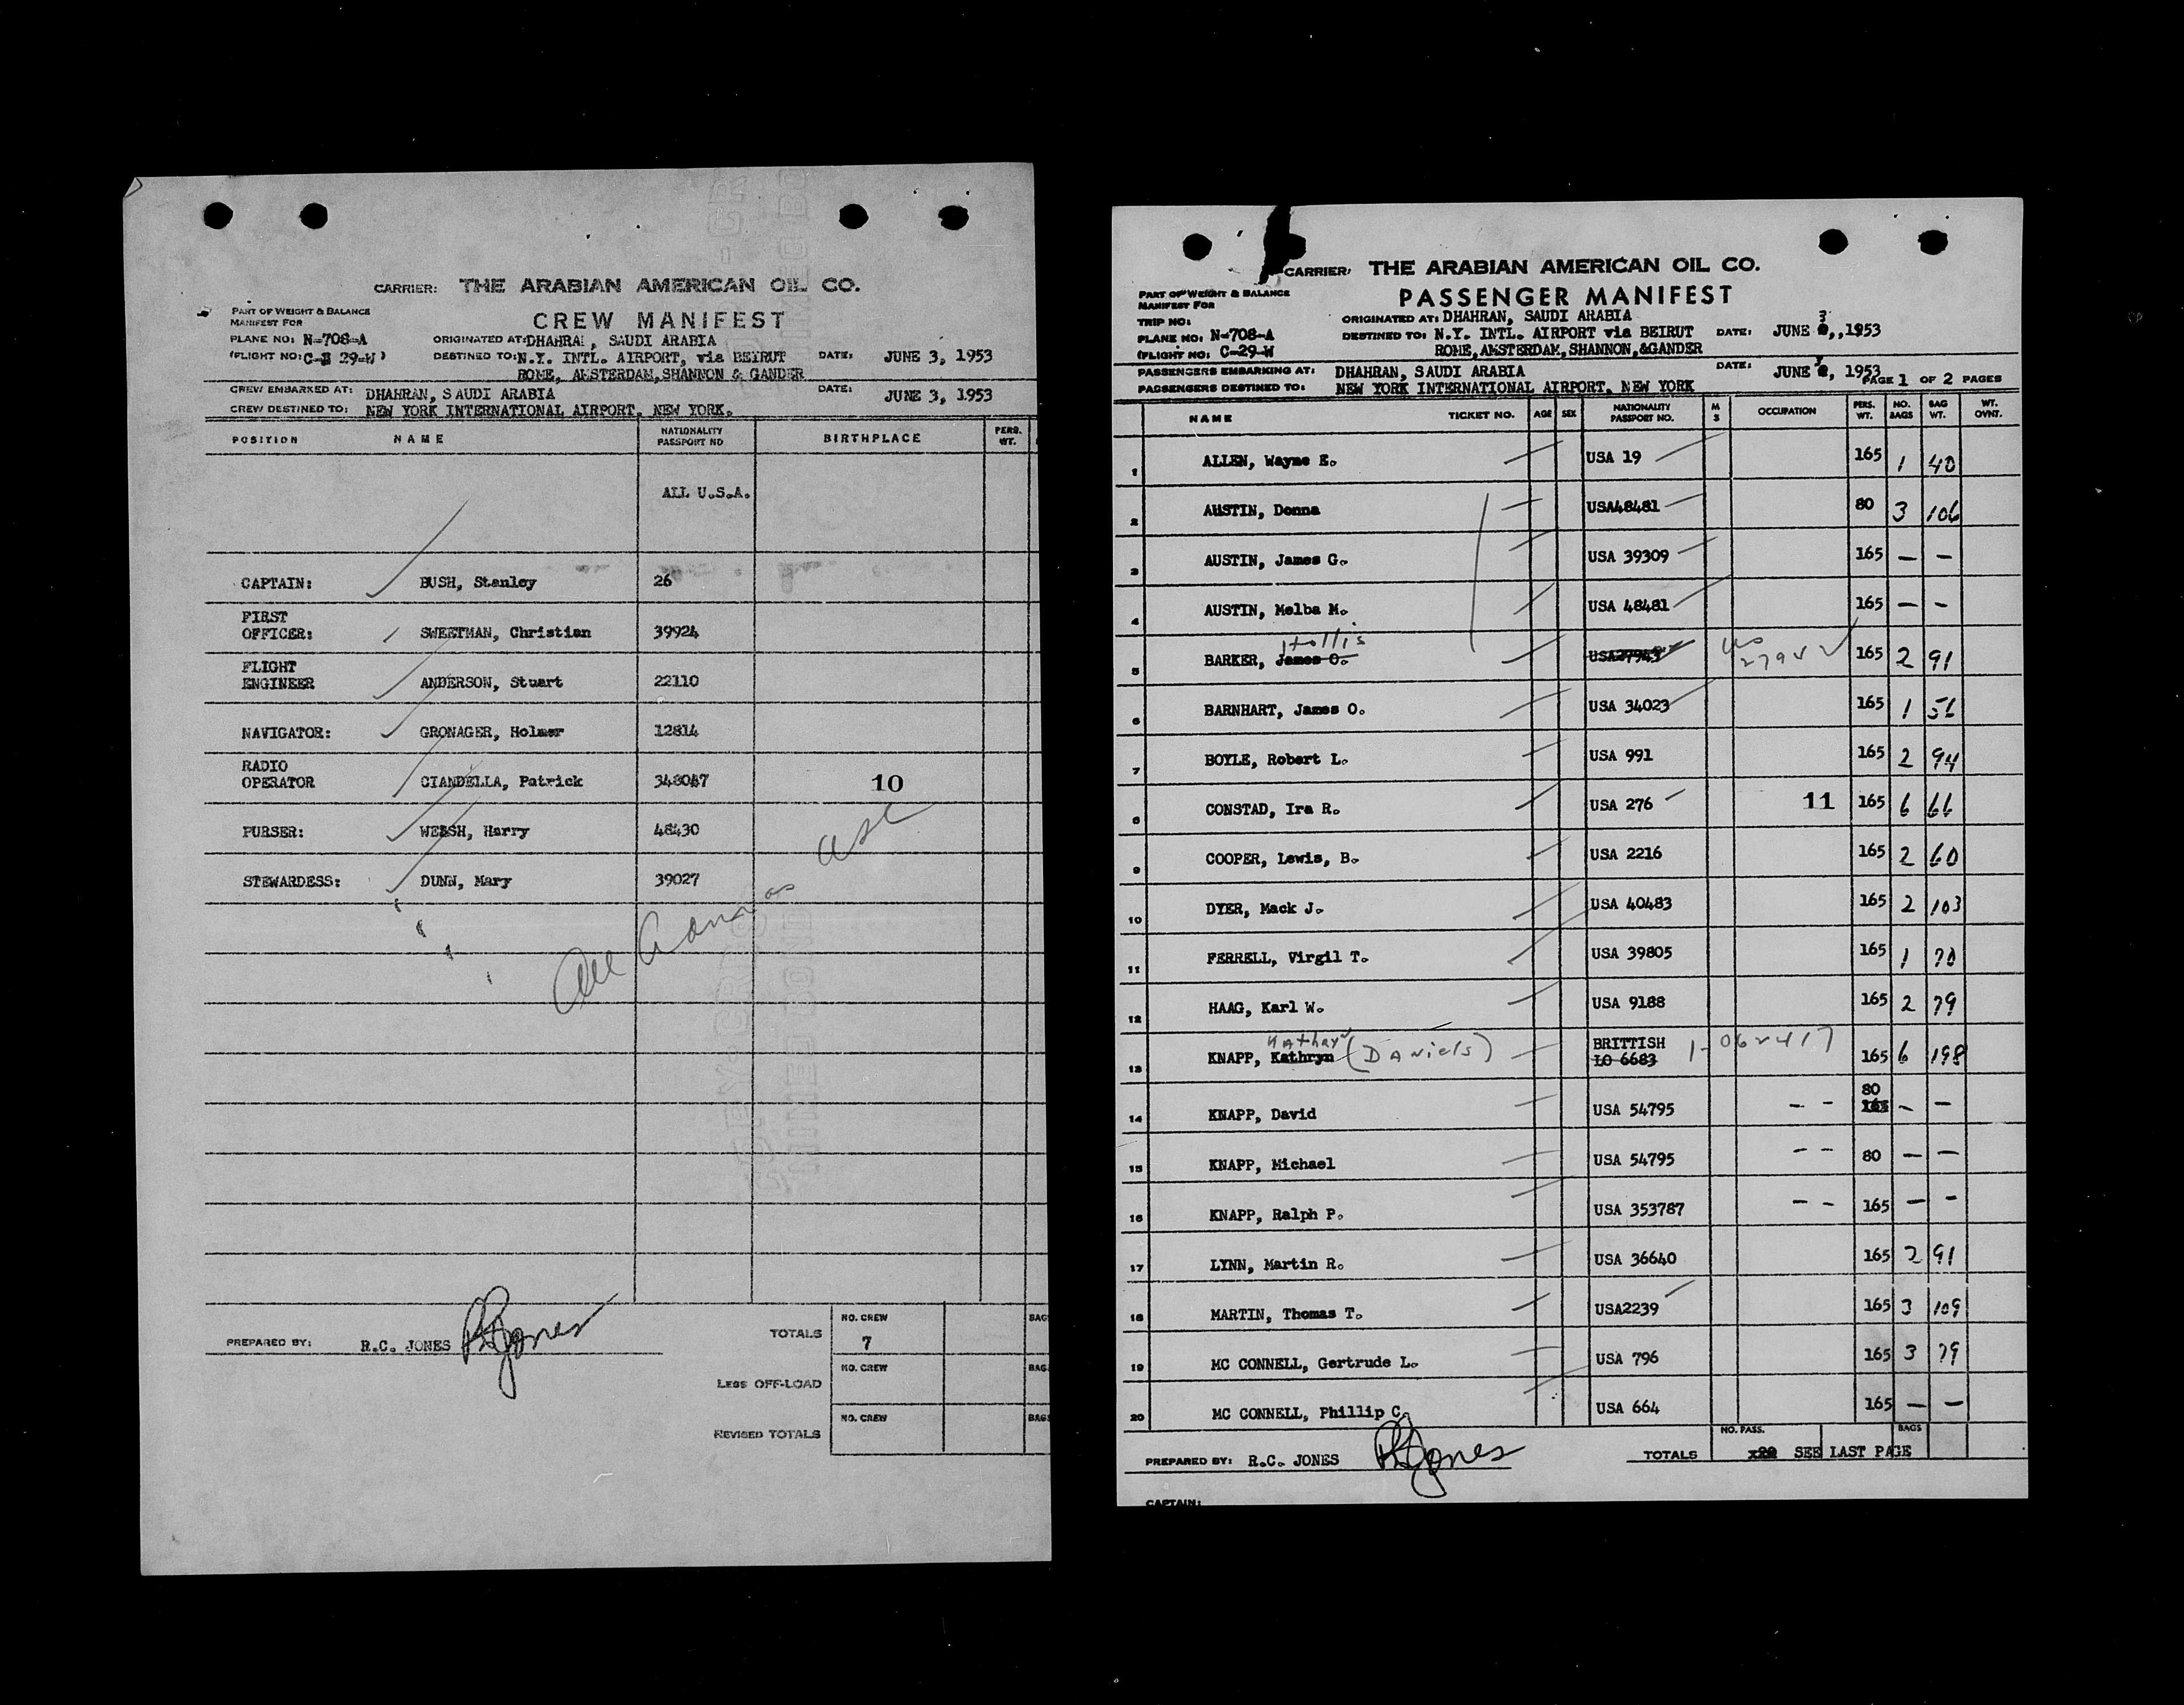 CARRIER: THE ARABIAN AMERICAN OIL CO.
PART OF WEIGHT & BALANCE
MANIFEST FOR
CREW MANIFEST
PLANE NO: N-708-A ORIGINATED AT: DHAHRAN, SAUDI ARABIA
(FLIGHT NO: C-29-W) DESTINED TO: N.Y. INTL. AIRPORT, via BEIRUT DATE: JUNE 3, 1953
ROME, AMSTERDAM, SHANNON & GANDER
CREW EMBARKED AT: DHAHRAN, SAUDI ARABIA DATE: JUNE 3, 1953
CREW DESTINED TO: NEW YORK INTERNATIONAL AIRPORT, NEW YORK.
POSITION NAME NATIONALITY PASSPORT NO BIRTHPLACE PERS. WT.
ALL U.S.A.
CAPTAIN: BUSH, Stanley 26
FIRST OFFICER: SWEETMAN, Christian 39924
FLIGHT ENGINEER ANDERSON, Stuart 22110
NAVIGATOR: GRONAGER, Holmer 12814
RADIO OPERATOR CIANDELLA, Patrick 348047 10
PURSER: WELSH, Harry 48430
STEWARDESS: DUNN, Mary 39027
PREPARED BY: R.C. JONES RCJones
TOTALS NO. CREW 7 BAGS
LESS OFF-LOAD NO. CREW BAGS
REVISED TOTALS NO. CREW BAGS
CARRIER: THE ARABIAN AMERICAN OIL CO.
PART OF WEIGHT & BALANCE
MANIFEST FOR
PASSENGER MANIFEST
TRIP NO: ORIGINATED AT: DHAHRAN, SAUDI ARABIA
PLANE NO: N-708-A DESTINED TO: N.Y. INTL. AIRPORT via BEIRUT DATE: JUNE 3, 1953
(FLIGHT NO: C-29-W ROME, AMSTERDAM, SHANNON, &GANDER
PASSENGERS EMBARKING AT: DHAHRAN, SAUDI ARABIA DATE: JUNE 3, 1953
PASSENGERS DESTINED TO: NEW YORK INTERNATIONAL AIRPORT, NEW YORK PAGE 1 OF 2 PAGES
NAME TICKET NO. AGE SEX NATIONALITY PASSPORT NO. M S OCCUPATION PERS. WT. NO. BAGS BAG WT. WT. OVNT.
1 ALLEN, Wayne E. USA 19 165 1 40
2 AUSTIN, Donna USA48481 80 3 106
3 AUSTIN, James G. USA 39309 165 — —
4 AUSTIN, Melba M. USA 48481 165 — —
5 BARKER, James O. Hollis USA27943 165 2 91
6 BARNHART, James O. USA 34023 165 1 56
7 BOYLE, Robert L. USA 991 165 2 94
8 CONSTAD, Ira R. USA 276 11 165 6 66
9 COOPER, Lewis, B. USA 2216 165 2 60
10 DYER, Mack J. USA 40483 165 2 103
11 FERRELL, Virgil T. USA 39805 165 1 70
12 HAAG, Karl W. USA 9188 165 2 79
13 KNAPP, Kathryn (Daniels) BRITTISH IO 6683 165 6 198
14 KNAPP, David USA 54795 - - 80 - —
15 KNAPP, Michael USA 54795 - - 80 — —
16 KNAPP, Ralph P. USA 353787 - - 165 — -
17 LYNN, Martin R. USA 36640 165 2 91
18 MARTIN, Thomas T. USA2239 165 3 109
19 MC CONNELL, Gertrude L. USA 796 165 3 79
20 MC CONNELL, Phillip C. USA 664 165 — —
PREPARED BY: R.C. JONES RCJones TOTALS NO. PASS. BAGS SEE LAST PAGE
CAPTAIN: